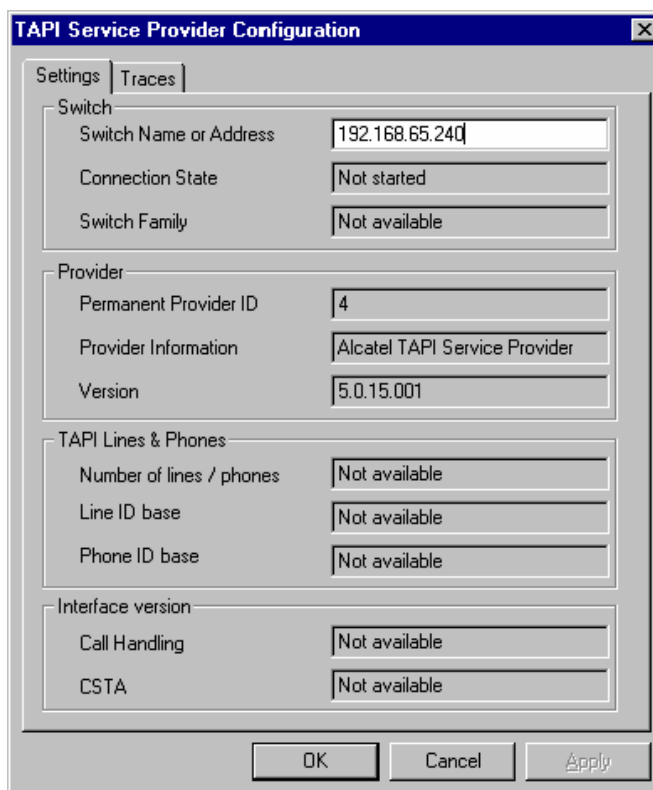 TAPI Service Provider Configuration
Settings Traces
Switch
Switch Name or Address 192.168.65.240
Connection State Not started
Switch Family Not available
Provider
Permanent Provider ID 4
Provider Information Alcatel TAPI Service Provider
Version 5.0.15.001
TAPI Lines & Phones
Number of lines / phones Not available
Line ID base Not available
Phone ID base Not available
Interface version
Call Handling Not available
CSTA Not available
OK Cancel Apply